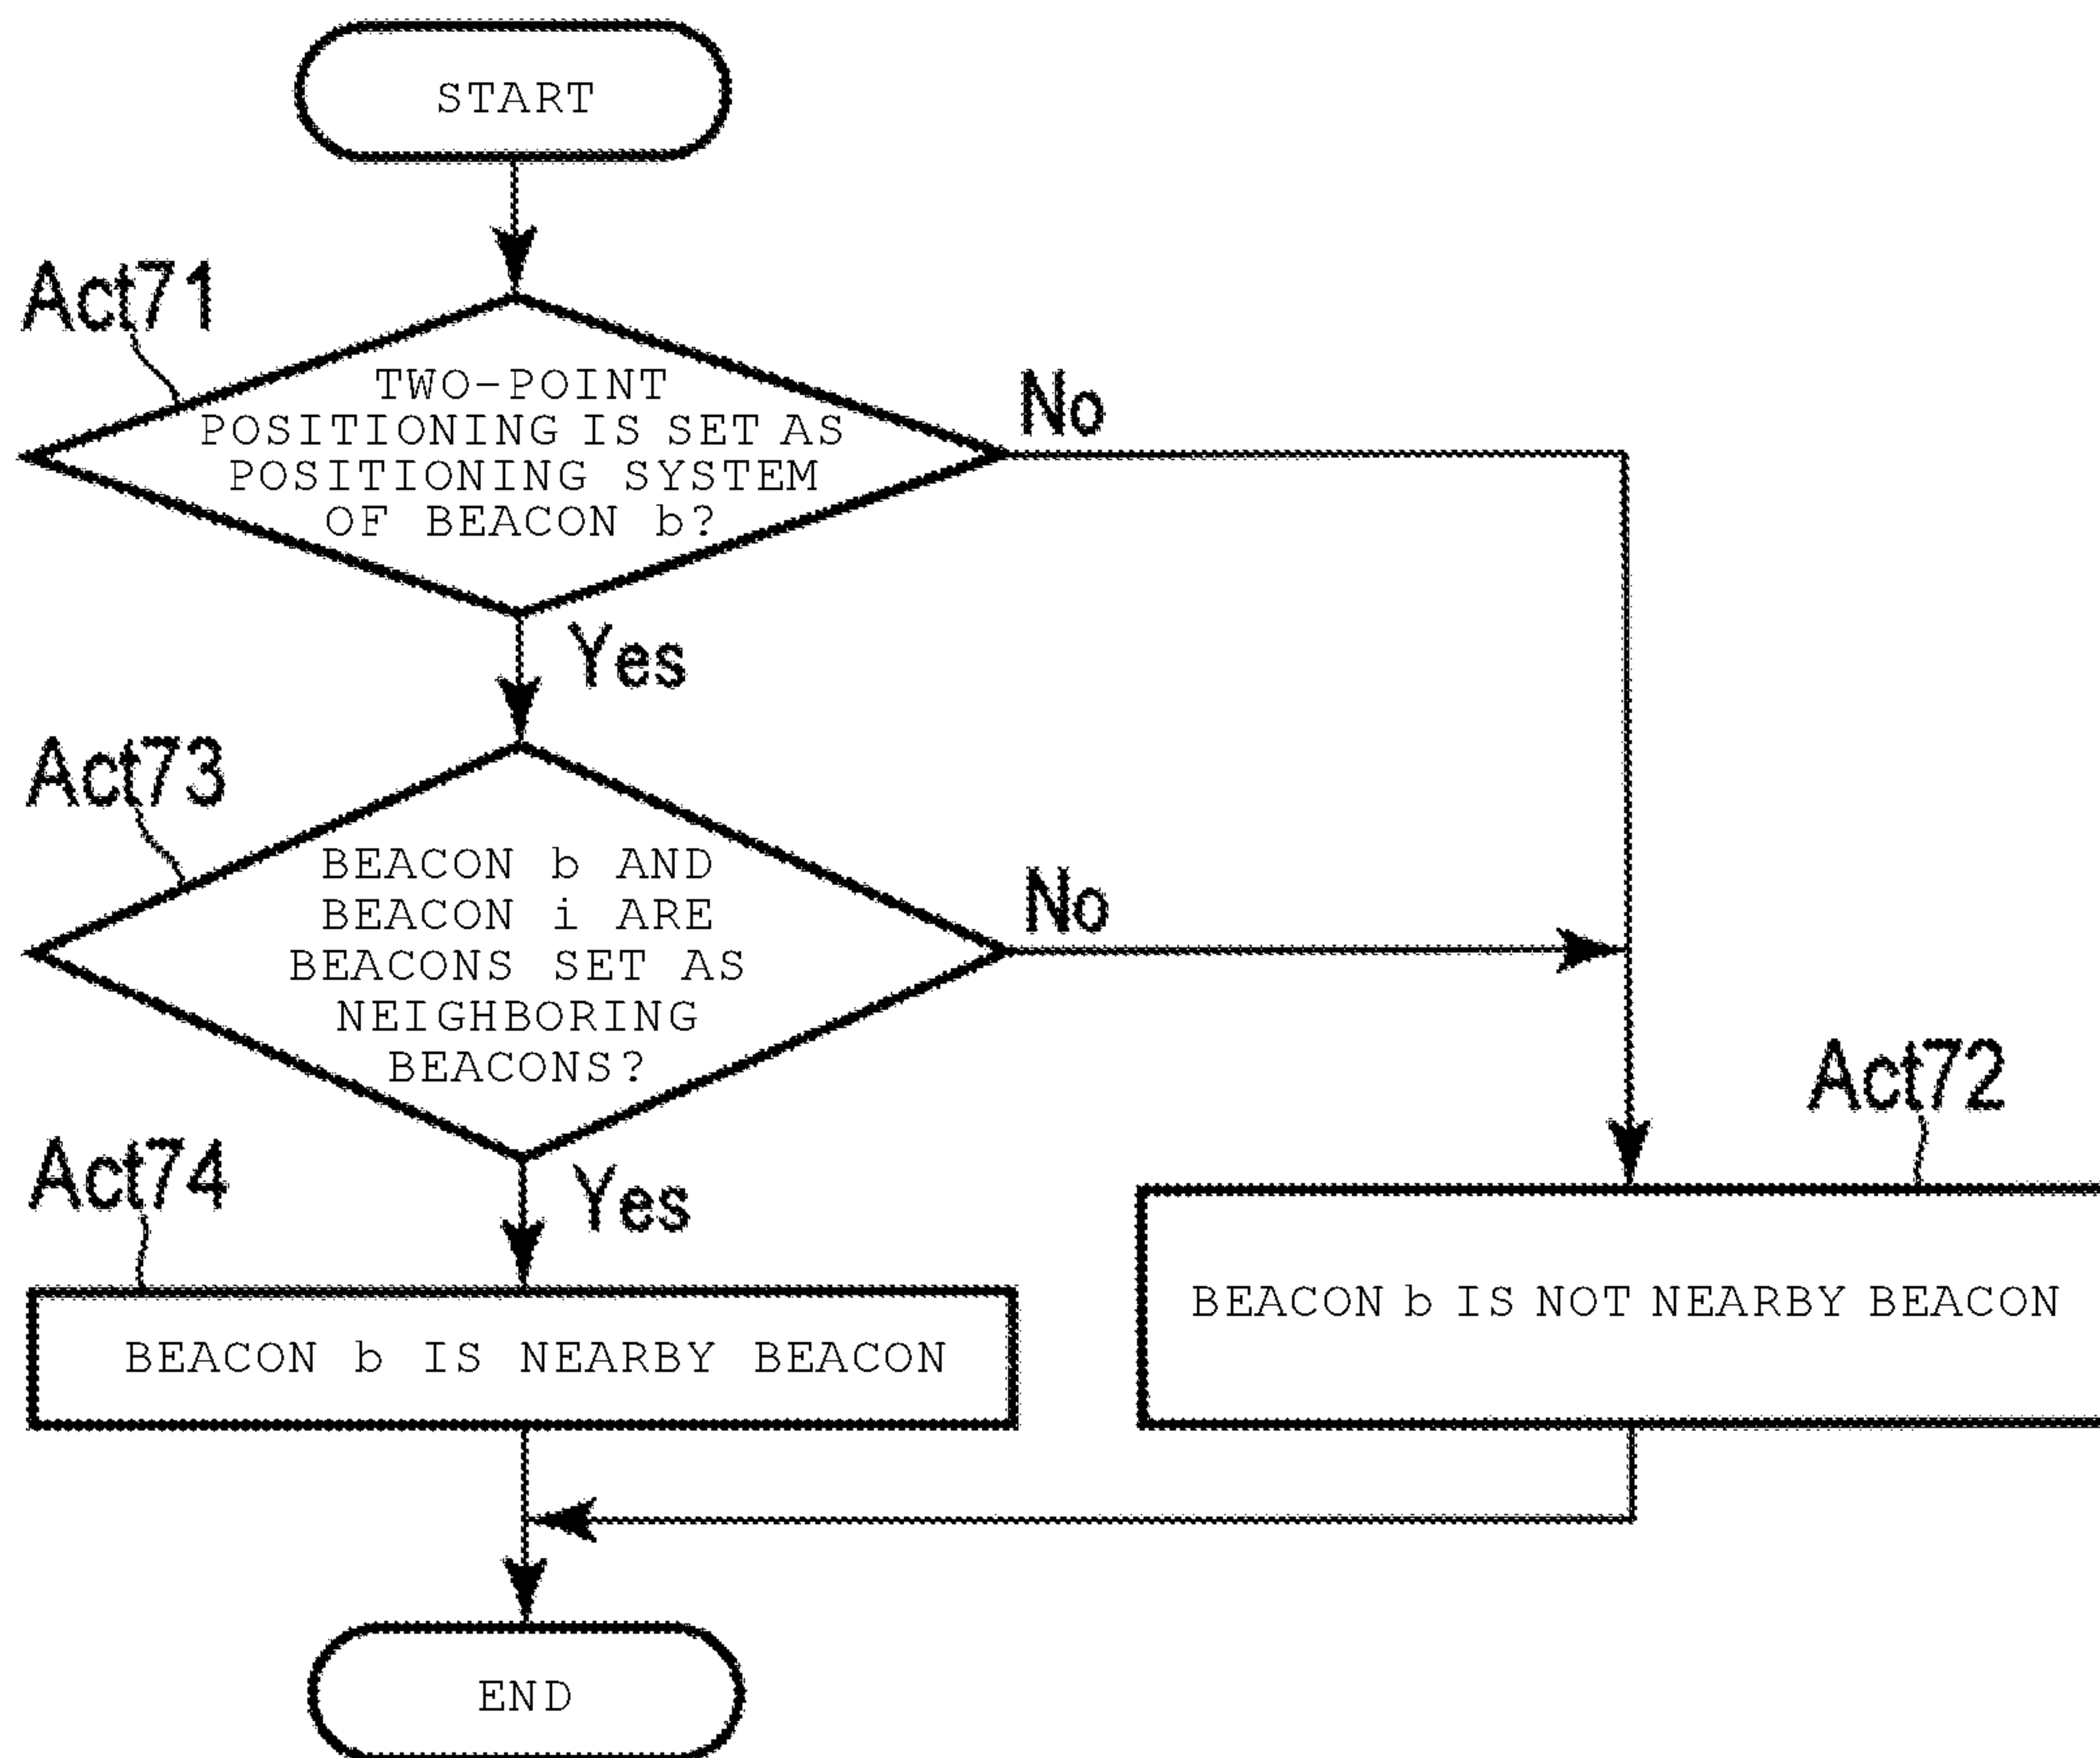 START
Act71
TWO-POINT
POSITIONING IS SET AS
POSITIONING SYSTEM
OF BEACON b?
No
Yes
Act73
BEACON b AND
BEACON i ARE
BEACONS SET AS
NEIGHBORING
BEACONS?
No
Yes
Act72
BEACON b IS NOT NEARBY BEACON
Act74
BEACON b IS NEARBY BEACON
END